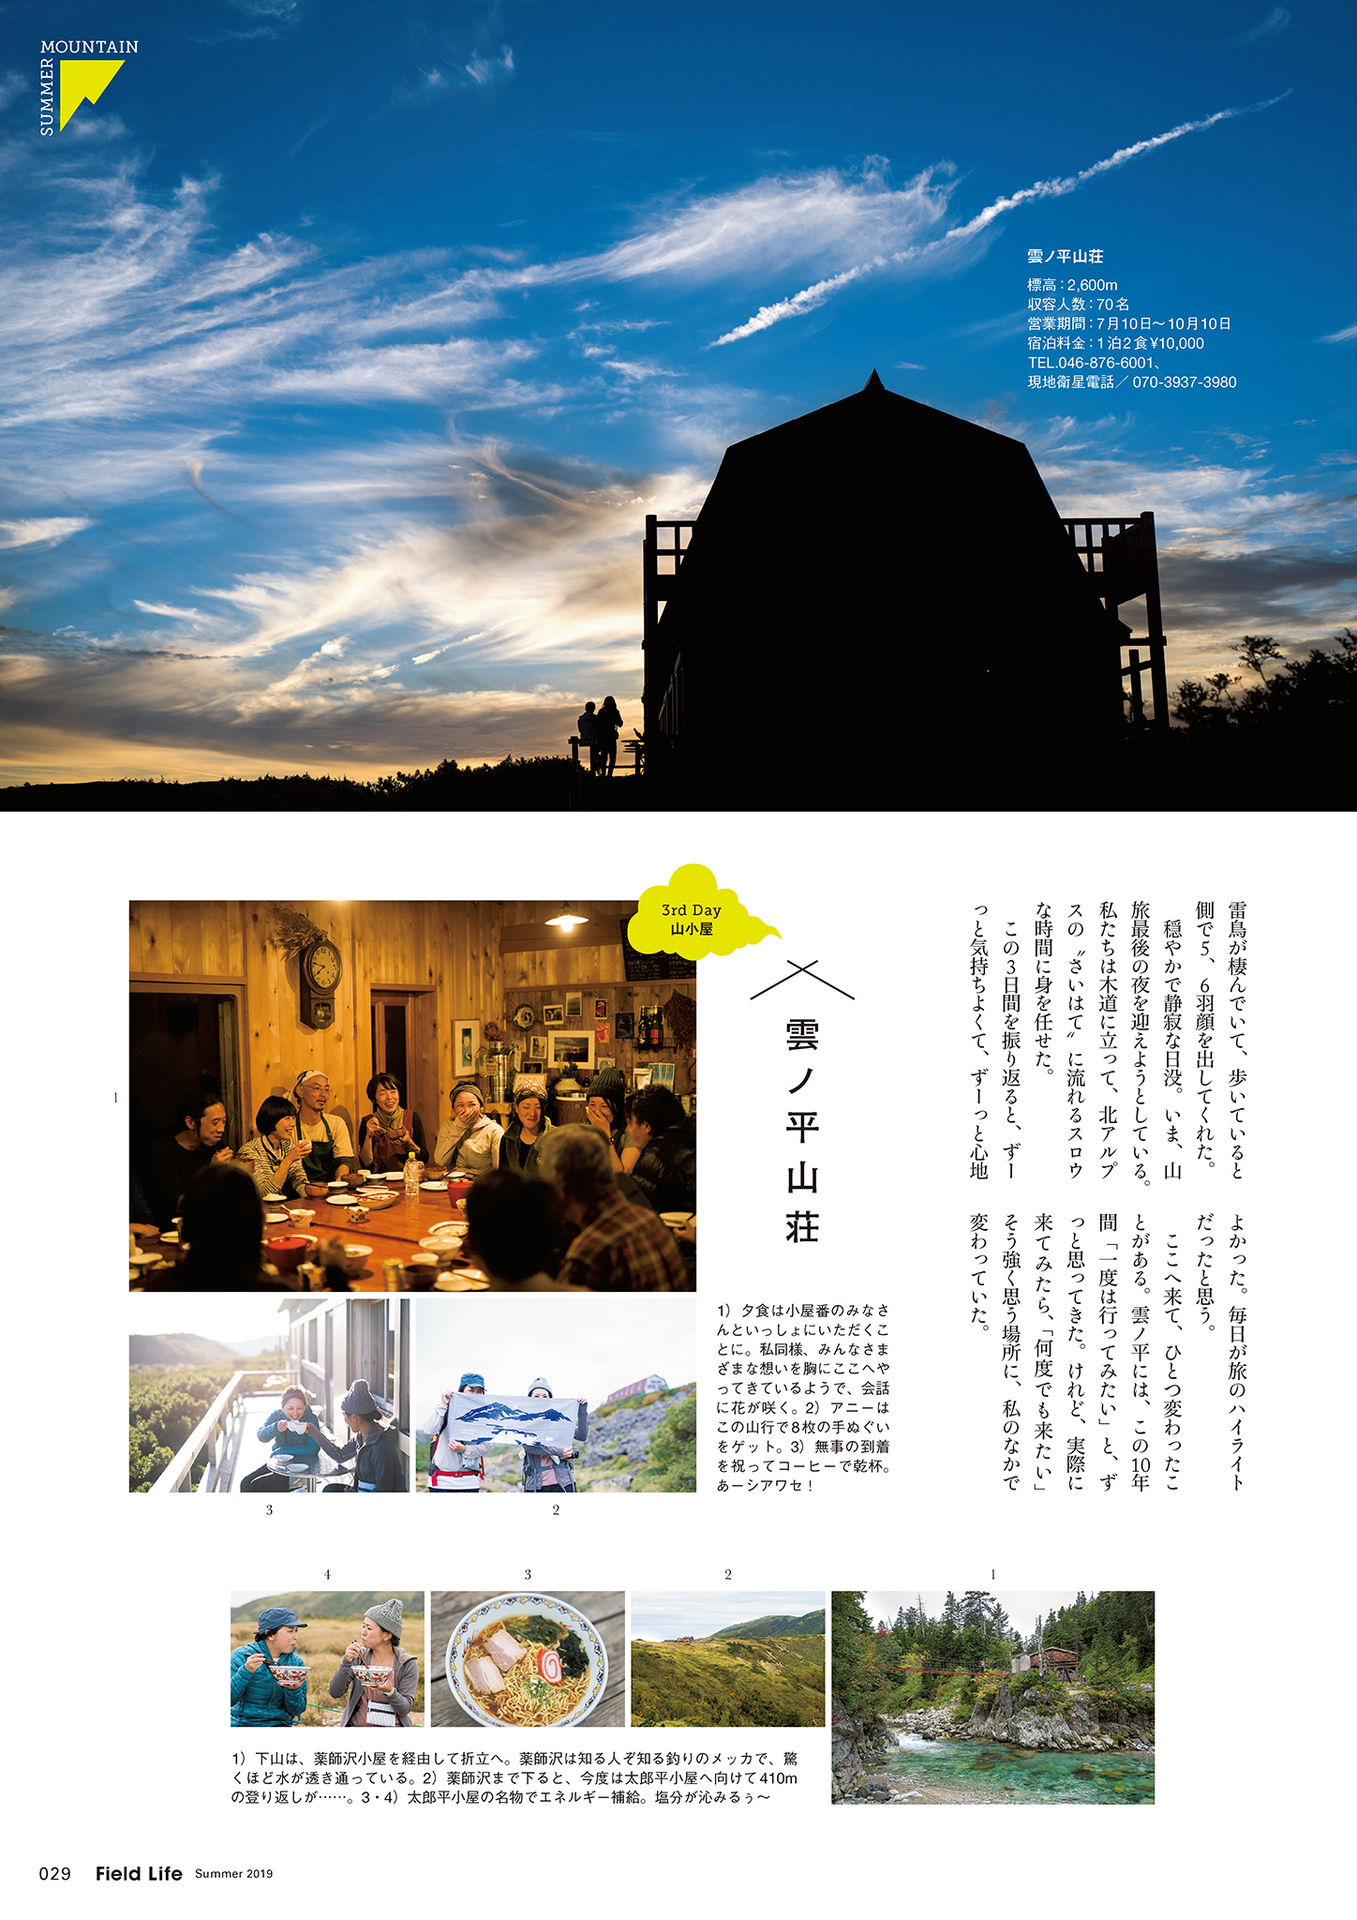 MOUNTAIN
SUMMER
雲ノ平山荘
標高：2,600m
収容人数：70名
営業期間：7月10日〜10月10日
宿泊料金：1泊2食¥10,000
TEL.046-876-6001、
現地衛星電話／070-3937-3980
雷鳥が棲んでいて、歩いていると
側で5、6羽顔を出してくれた。
穏やかで静寂な日没。いま、山
旅最後の夜を迎えようとしている。
私たちは木道に立って、北アルプ
スの〝さいはて〟に流れるスロウ
な時間に身を任せた。
この3日間を振り返ると、ずー
っと気持ちよくて、ずーっと心地
よかった。毎日が旅のハイライト
だったと思う。
ここへ来て、ひとつ変わったこ
とがある。雲ノ平には、この10年
間「一度は行ってみたい」と、ず
っと思ってきた。けれど、実際に
来てみたら、「何度でも来たい」
そう強く思う場所に、私のなかで
変わっていた。
3rd Day
山小屋
雲ノ平山荘
1
3
2
1）夕食は小屋番のみなさ
んといっしょにいただくこ
とに。私同様、みんなさま
ざまな想いを胸にここへや
ってきているようで、会話
に花が咲く。2）アニーは
この山行で8枚の手ぬぐい
をゲット。3）無事の到着
を祝ってコーヒーで乾杯。
あーシアワセ！
4
3
2
1
1）下山は、薬師沢小屋を経由して折立へ。薬師沢は知る人ぞ知る釣りのメッカで、驚
くほど水が透き通っている。2）薬師沢まで下ると、今度は太郎平小屋へ向けて410m
の登り返しが……。3・4）太郎平小屋の名物でエネルギー補給。塩分が沁みるぅ〜
029 Field Life Summer 2019